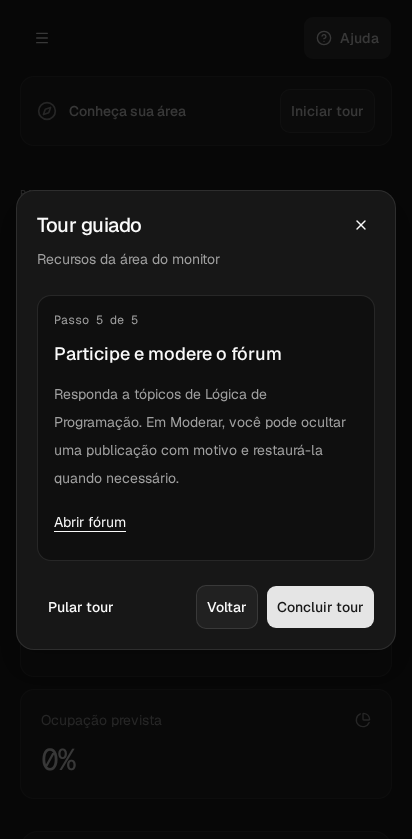 Ajuda
Conheça sua área
Iniciar tour
Tour guiado
Recursos da área do monitor
Passo 5 de 5
Participe e modere o fórum
Responda a tópicos de Lógica de
Programação. Em Moderar, você pode ocultar
uma publicação com motivo e restaurá-la
quando necessário.
Abrir fórum
Pular tour
Voltar
Concluir tour
Ocupação prevista
0%